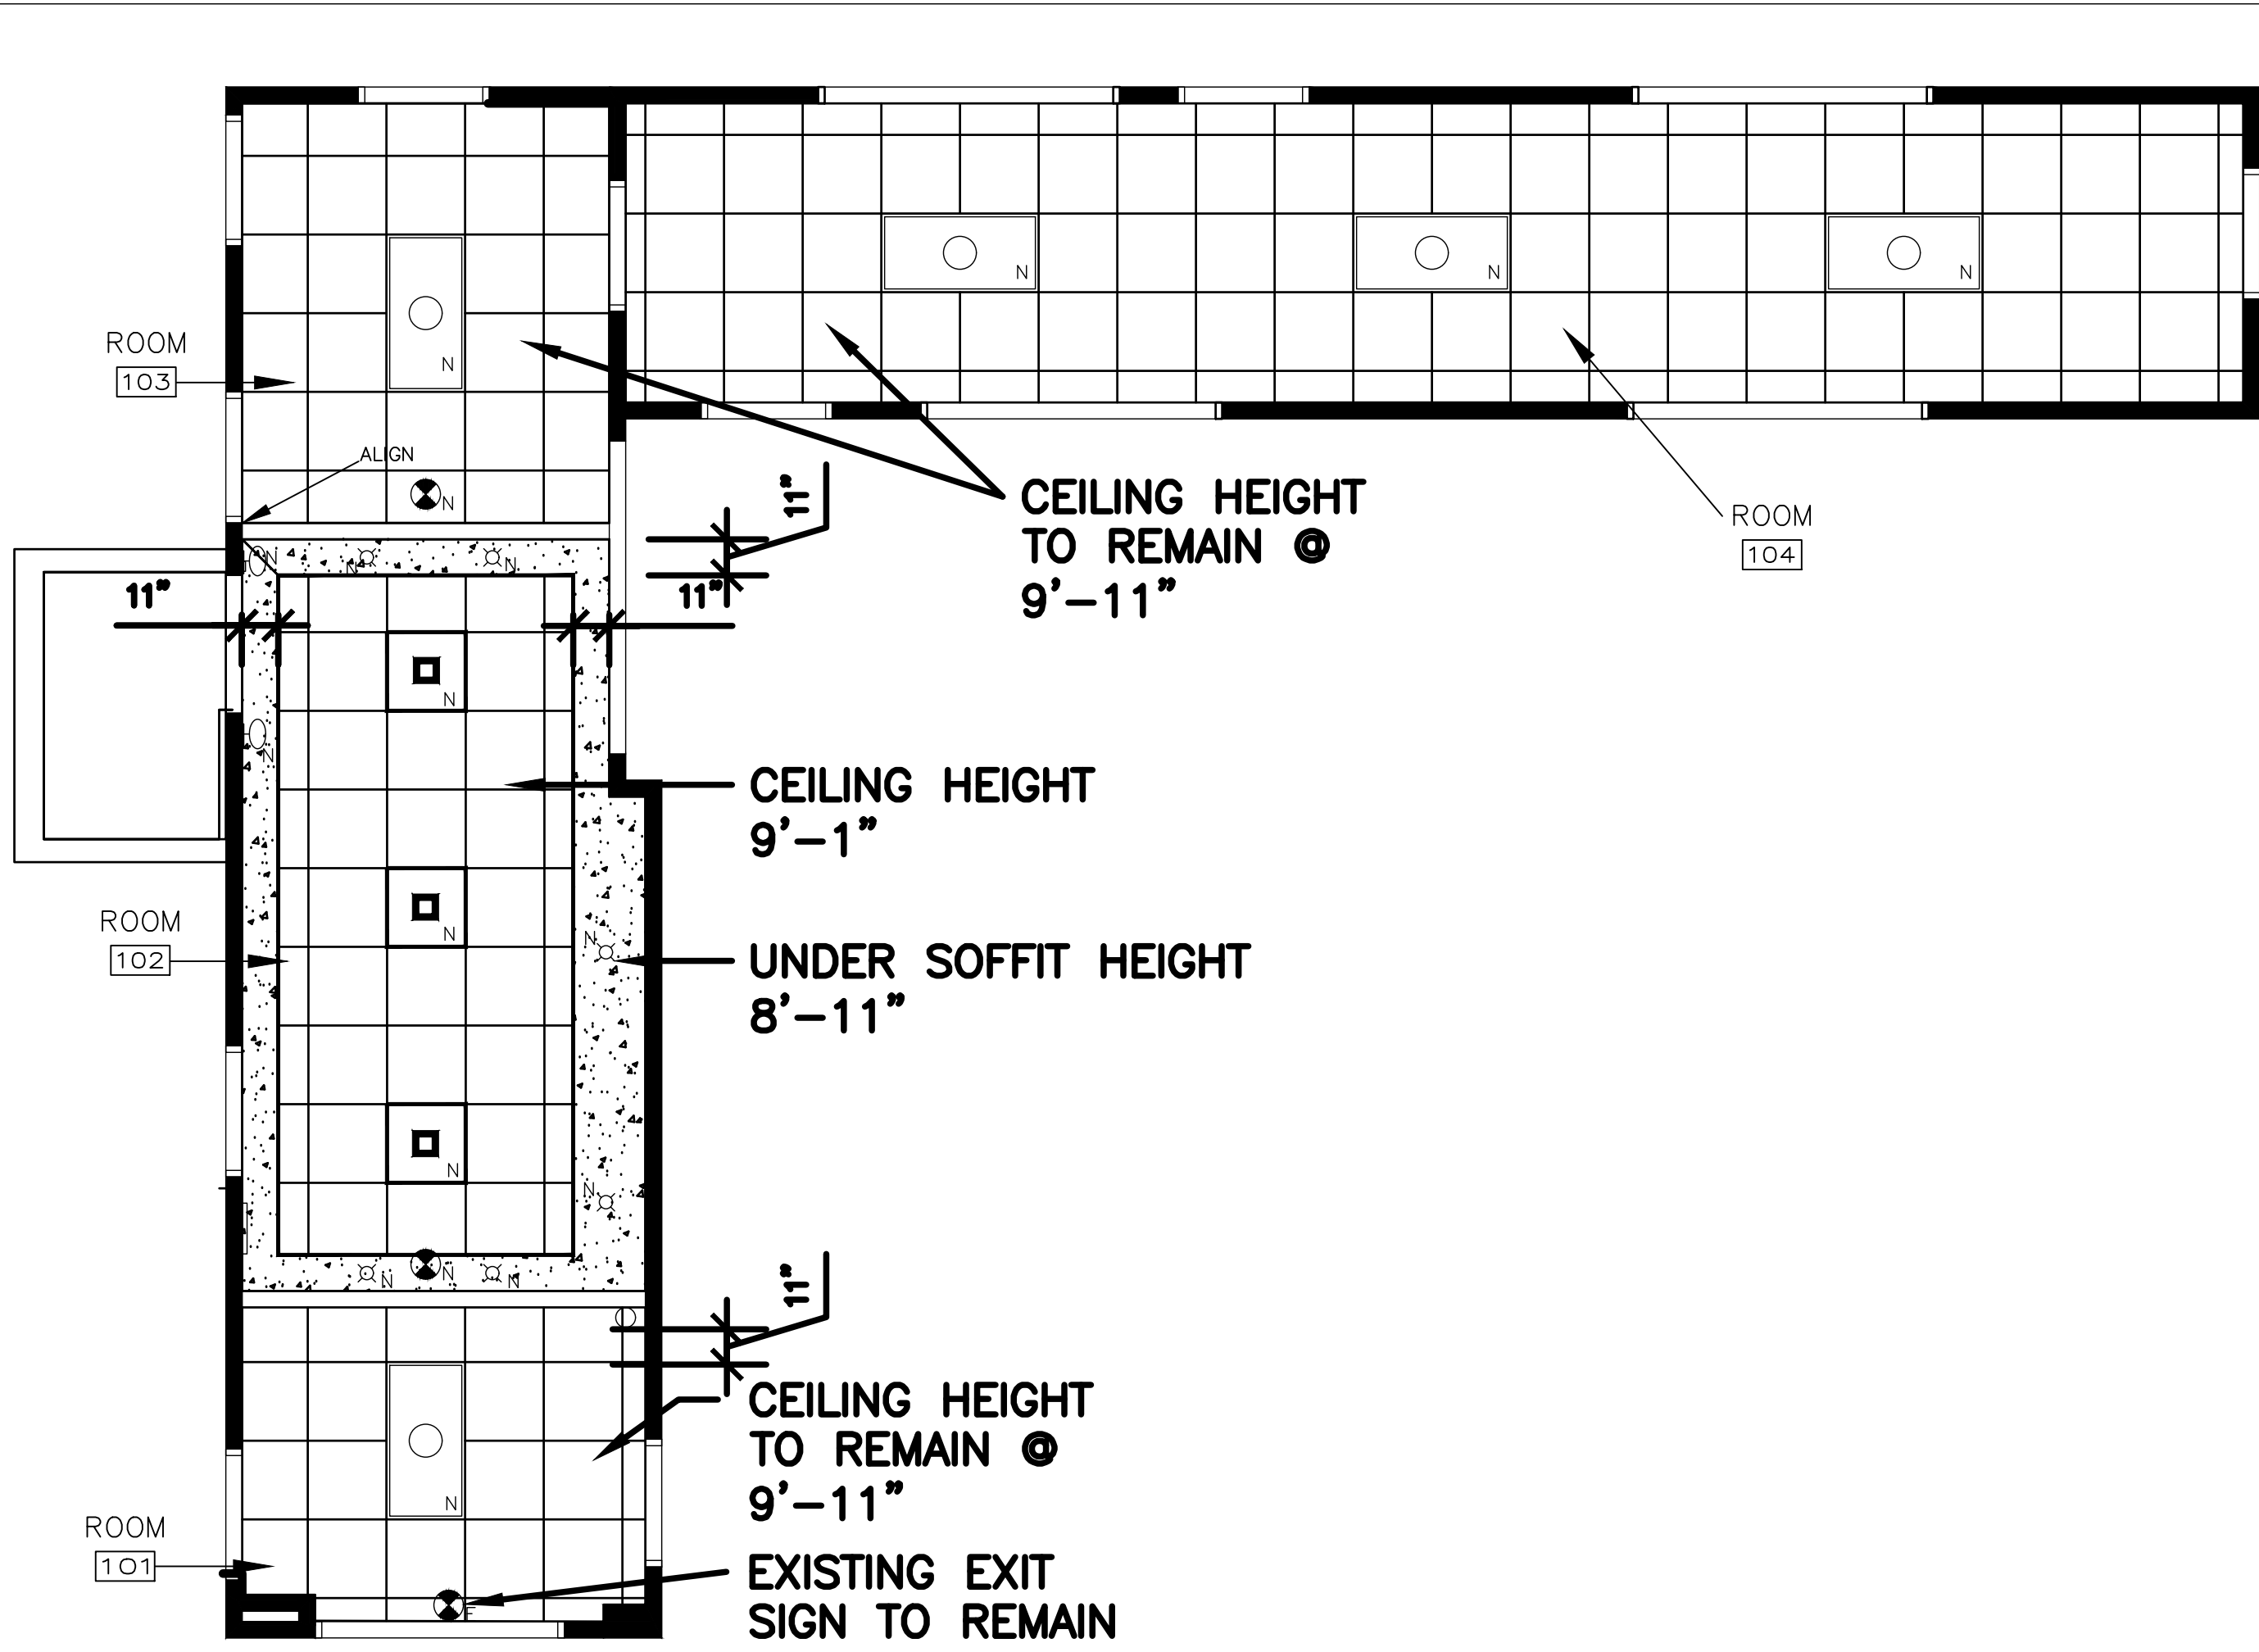 N
N
N
ROOM
103
N
ALIGN
N
11"
CEILING HEIGHT
TO REMAIN @
9'-11"
ROOM
104
N
N
N
11"
11"
N
N
CEILING HEIGHT
9'-1"
ROOM
102
N
N
UNDER SOFFIT HEIGHT
8'-11"
N
N
N
N
N
11"
CEILING HEIGHT
TO REMAIN @
9'-11"
N
ROOM
101
EXISTING EXIT
SIGN TO REMAIN
E